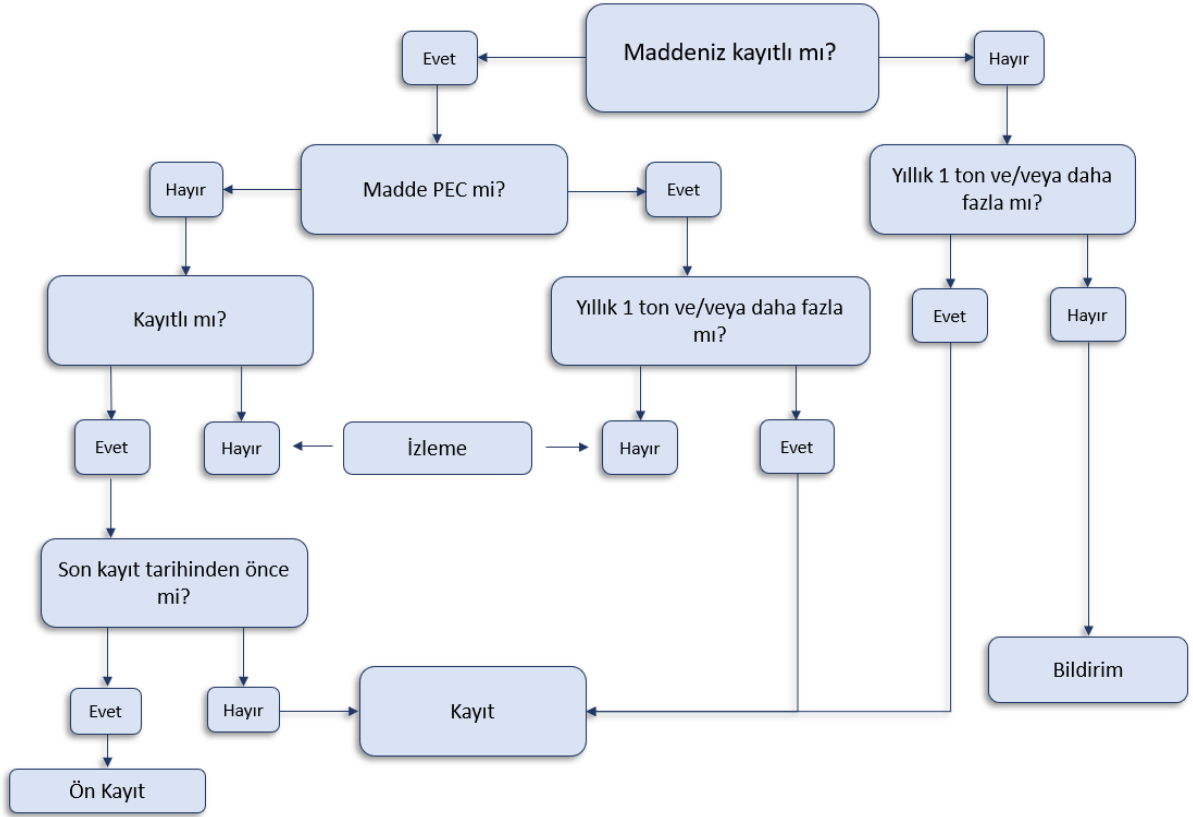 Maddeniz kayıtlı mı?
Evet
Hayır
Madde PEC mi?
Yıllık 1 ton ve/veya daha
fazla mı?
Hayır
Evet
Kayıtlı mı?
Yıllık 1 ton ve/veya daha fazla
mı?
Evet
Hayır
Evet
Hayır
İzleme
Hayır
Evet
Son kayıt tarihinden önce
mi?
Bildirim
Evet
Hayır
Kayıt
Ön Kayıt